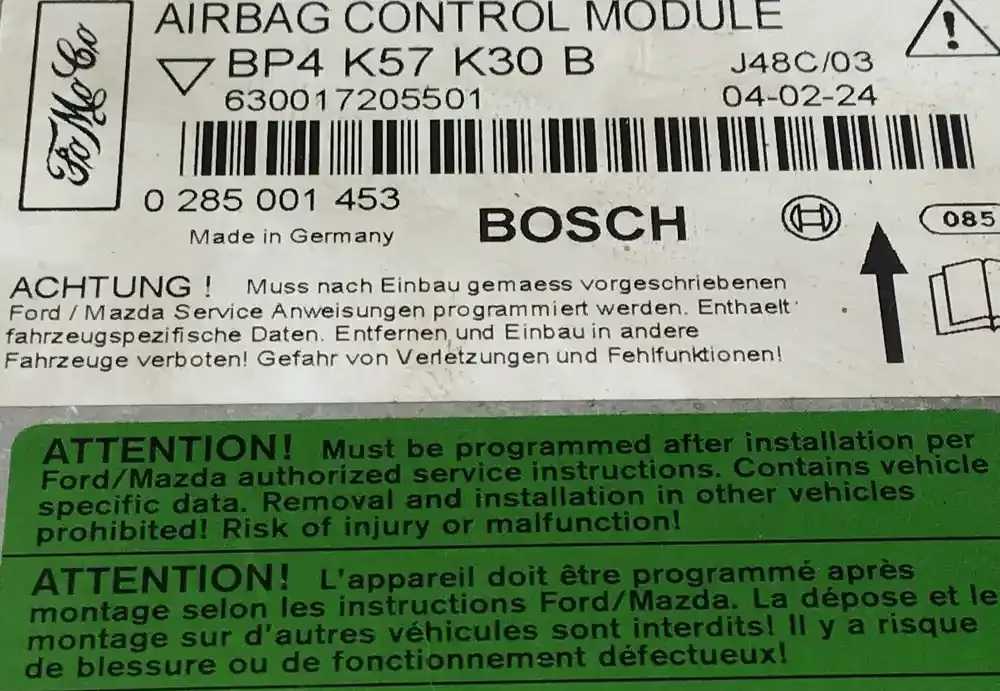 FoMoCo
AIRBAG CONTROL MODULE
BP4 K57 K30 B
J48C/03
630017205501
04-02-24
0 285 001 453
Made in Germany
BOSCH
085
ACHTUNG ! Muss nach Einbau gemaess vorgeschriebenen
Ford / Mazda Service Anweisungen programmiert werden. Enthaelt
fahrzeugspezifische Daten. Entfernen und Einbau in andere
Fahrzeuge verboten! Gefahr von Verletzungen und Fehlfunktionen!
ATTENTION! Must be programmed after installation per
Ford/Mazda authorized service instructions. Contains vehicle
specific data. Removal and installation in other vehicles
prohibited! Risk of injury or malfunction!
ATTENTION! L'appareil doit être programmé après
montage selon les instructions Ford/Mazda. La dépose et le
montage sur d'autres véhicules sont interdits! Il y a risque
de blessure ou de fonctionnement défectueux!